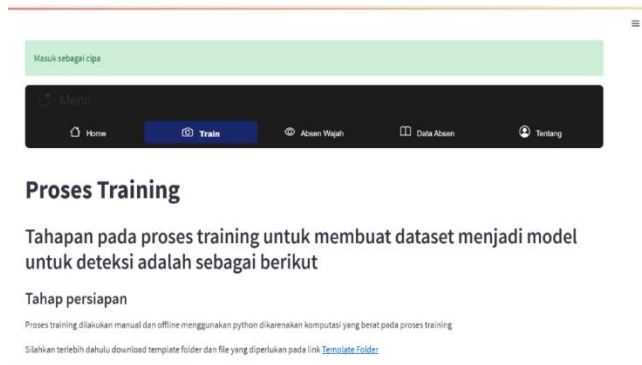 Masuk sebagai cipa
Menu
Home Train Absen Wajah Data Absen Tentang
Proses Training
Tahapan pada proses training untuk membuat dataset menjadi model
untuk deteksi adalah sebagai berikut
Tahap persiapan
Proses training dilakukan manual dan offline menggunakan python dikarenakan komputasi yang berat pada proses training
Silahkan terlebih dahulu download template folder dan file yang diperlukan pada link Template Folder